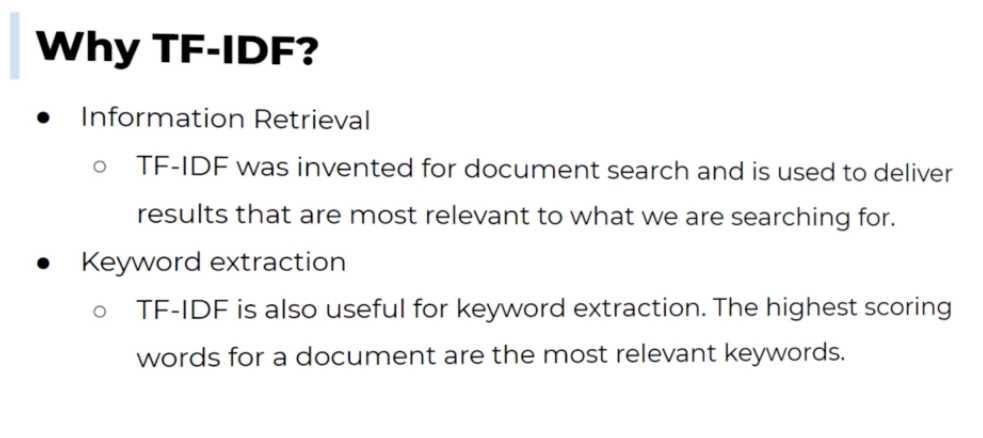 Why TF-IDF?
● Information Retrieval
○ TF-IDF was invented for document search and is used to deliver
results that are most relevant to what we are searching for.
● Keyword extraction
○ TF-IDF is also useful for keyword extraction. The highest scoring
words for a document are the most relevant keywords.